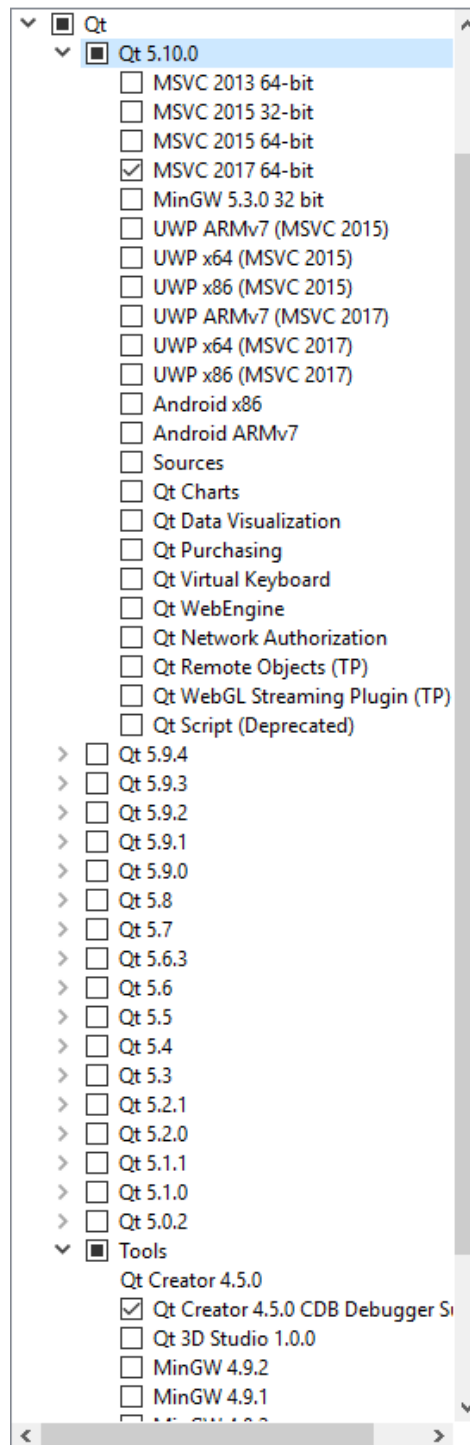 Qt
Qt 5.10.0
MSVC 2013 64-bit
MSVC 2015 32-bit
MSVC 2015 64-bit
MSVC 2017 64-bit
MinGW 5.3.0 32 bit
UWP ARMv7 (MSVC 2015)
UWP x64 (MSVC 2015)
UWP x86 (MSVC 2015)
UWP ARMv7 (MSVC 2017)
UWP x64 (MSVC 2017)
UWP x86 (MSVC 2017)
Android x86
Android ARMv7
Sources
Qt Charts
Qt Data Visualization
Qt Purchasing
Qt Virtual Keyboard
Qt WebEngine
Qt Network Authorization
Qt Remote Objects (TP)
Qt WebGL Streaming Plugin (TP)
Qt Script (Deprecated)
Qt 5.9.4
Qt 5.9.3
Qt 5.9.2
Qt 5.9.1
Qt 5.9.0
Qt 5.8
Qt 5.7
Qt 5.6.3
Qt 5.6
Qt 5.5
Qt 5.4
Qt 5.3
Qt 5.2.1
Qt 5.2.0
Qt 5.1.1
Qt 5.1.0
Qt 5.0.2
Tools
Qt Creator 4.5.0
Qt Creator 4.5.0 CDB Debugger
Qt 3D Studio 1.0.0
MinGW 4.9.2
MinGW 4.9.1